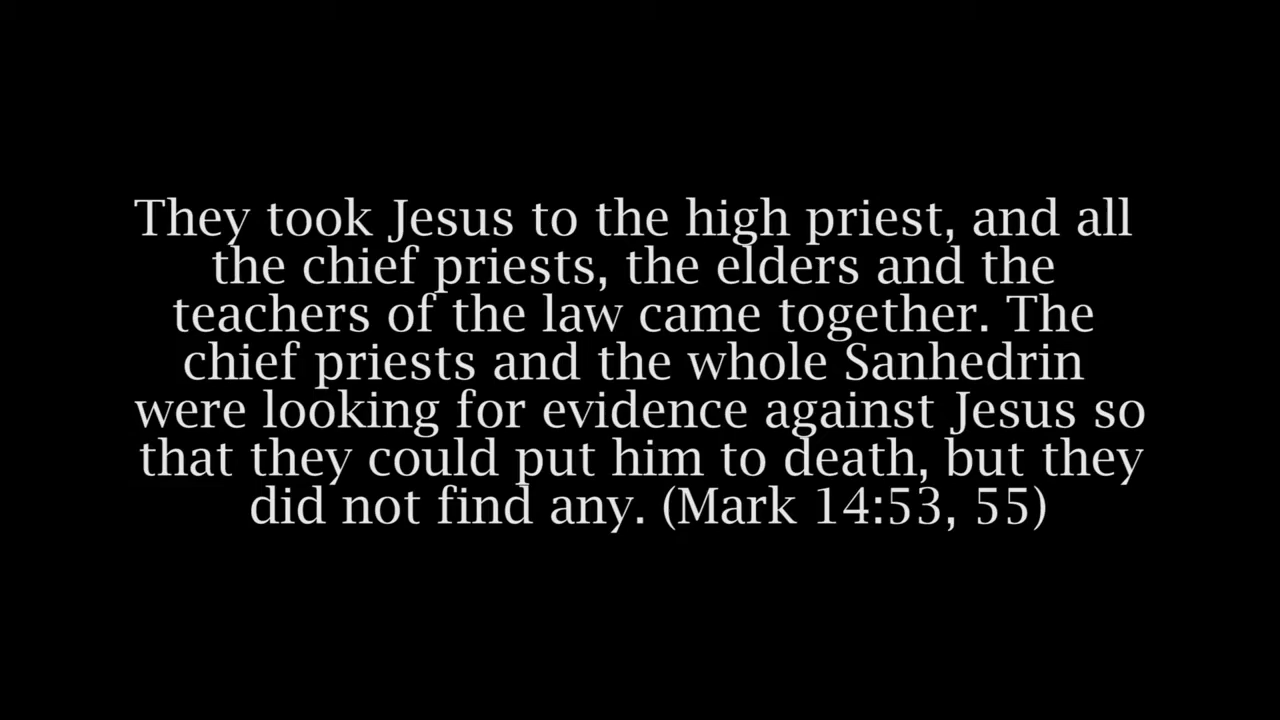 They took Jesus to the high priest, and all
the chief priests, the elders and the
teachers of the law came together. The
chief priests and the whole Sanhedrin
were looking for evidence against Jesus so
that they could put him to death, but they
did not find any. (Mark 14:53, 55)